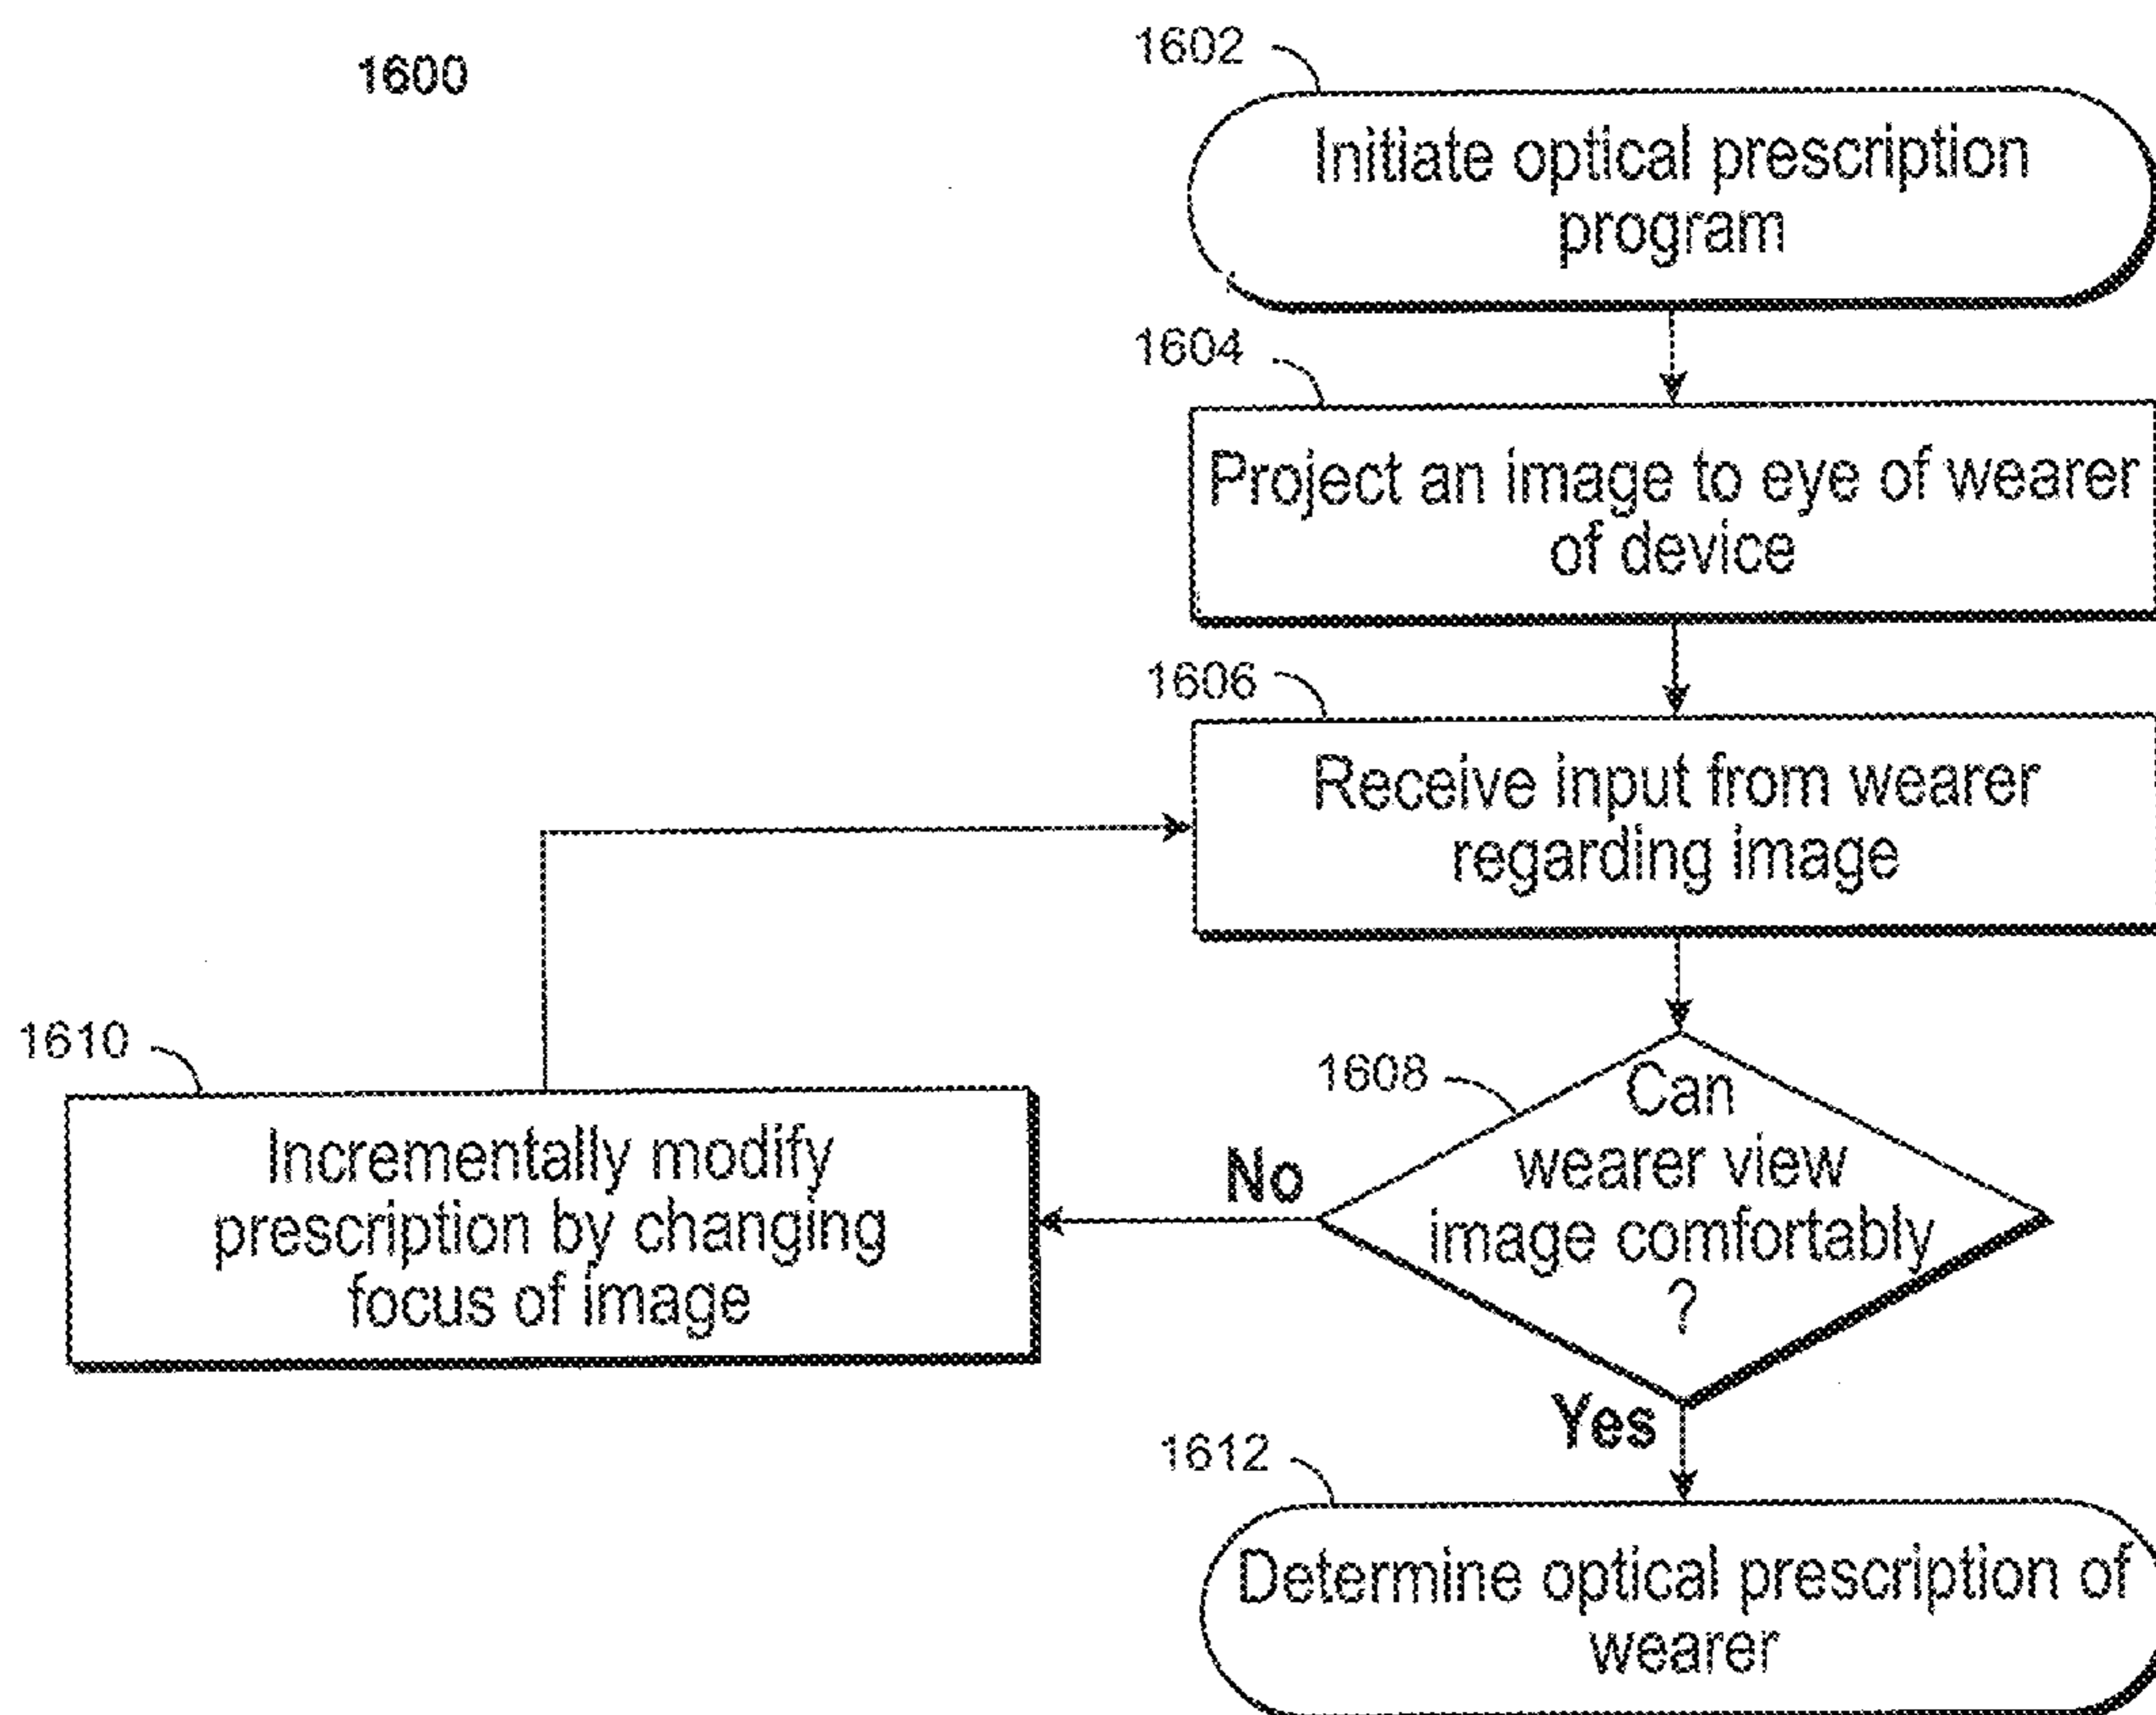 1600
1602
Initiate optical prescription
program
1604
Project an image to eye of wearer
of device
1606
Receive input from wearer
regarding image
1608
Can
wearer view
image comfortably
?
No
1610
Incrementally modify
prescription by changing
focus of image
Yes
1612
Determine optical prescription of
wearer